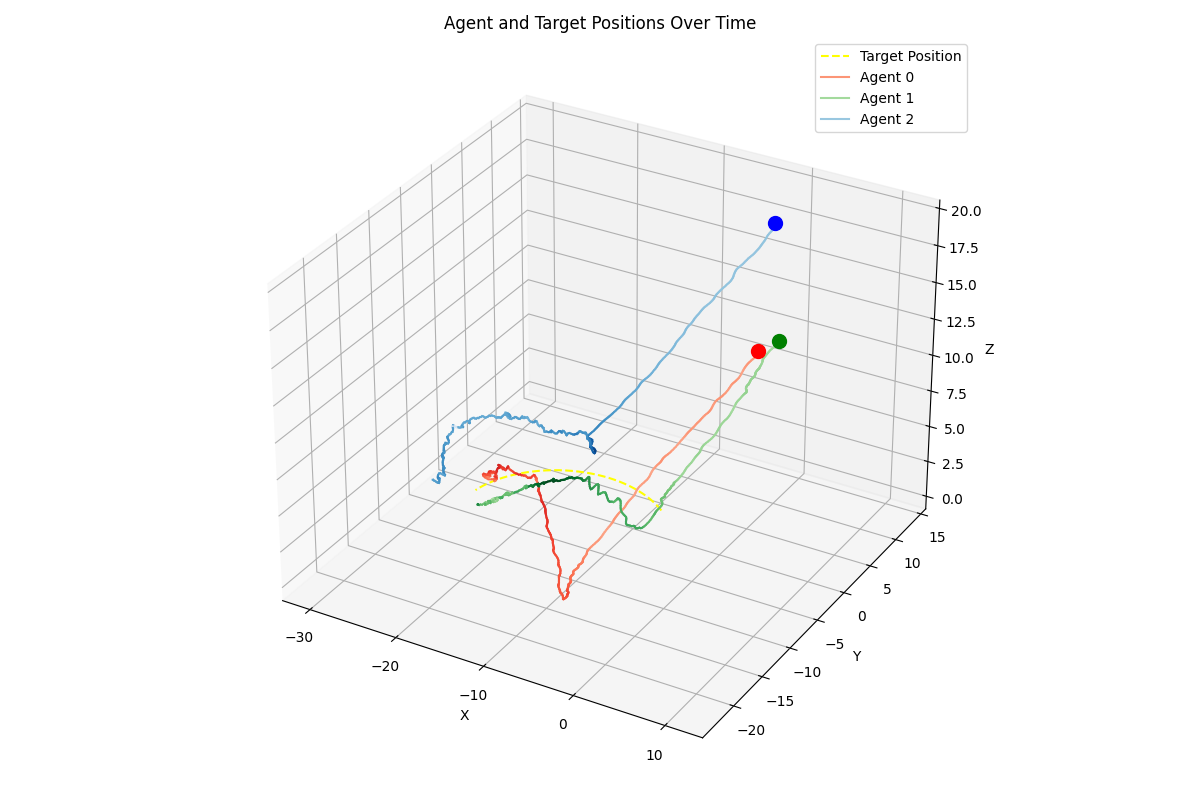 Agent and Target Positions Over Time
Target Position
Agent 0
Agent 1
Agent 2
20.0
17.5
15.0
12.5
10.0
7.5
5.0
2.5
0.0
Z
15
10
5
0
−5
−10
−15
−20
Y
−30
−20
−10
0
10
X